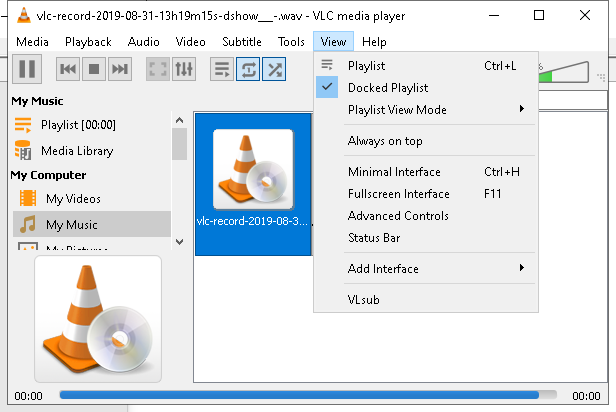 vlc-record-2019-08-31-13h19m15s-dshow__-.wav - VLC media player
Media Playback Audio Video Subtitle Tools View Help
Playlist Ctrl+L
Docked Playlist
Playlist View Mode
Always on top
Minimal Interface Ctrl+H
Fullscreen Interface F11
Advanced Controls
Status Bar
Add Interface
VLsub
%
My Music
Playlist [00:00]
Media Library
My Computer
My Videos
My Music
My Pictures
vlc-record-2019-08-3...
00:00 00:00